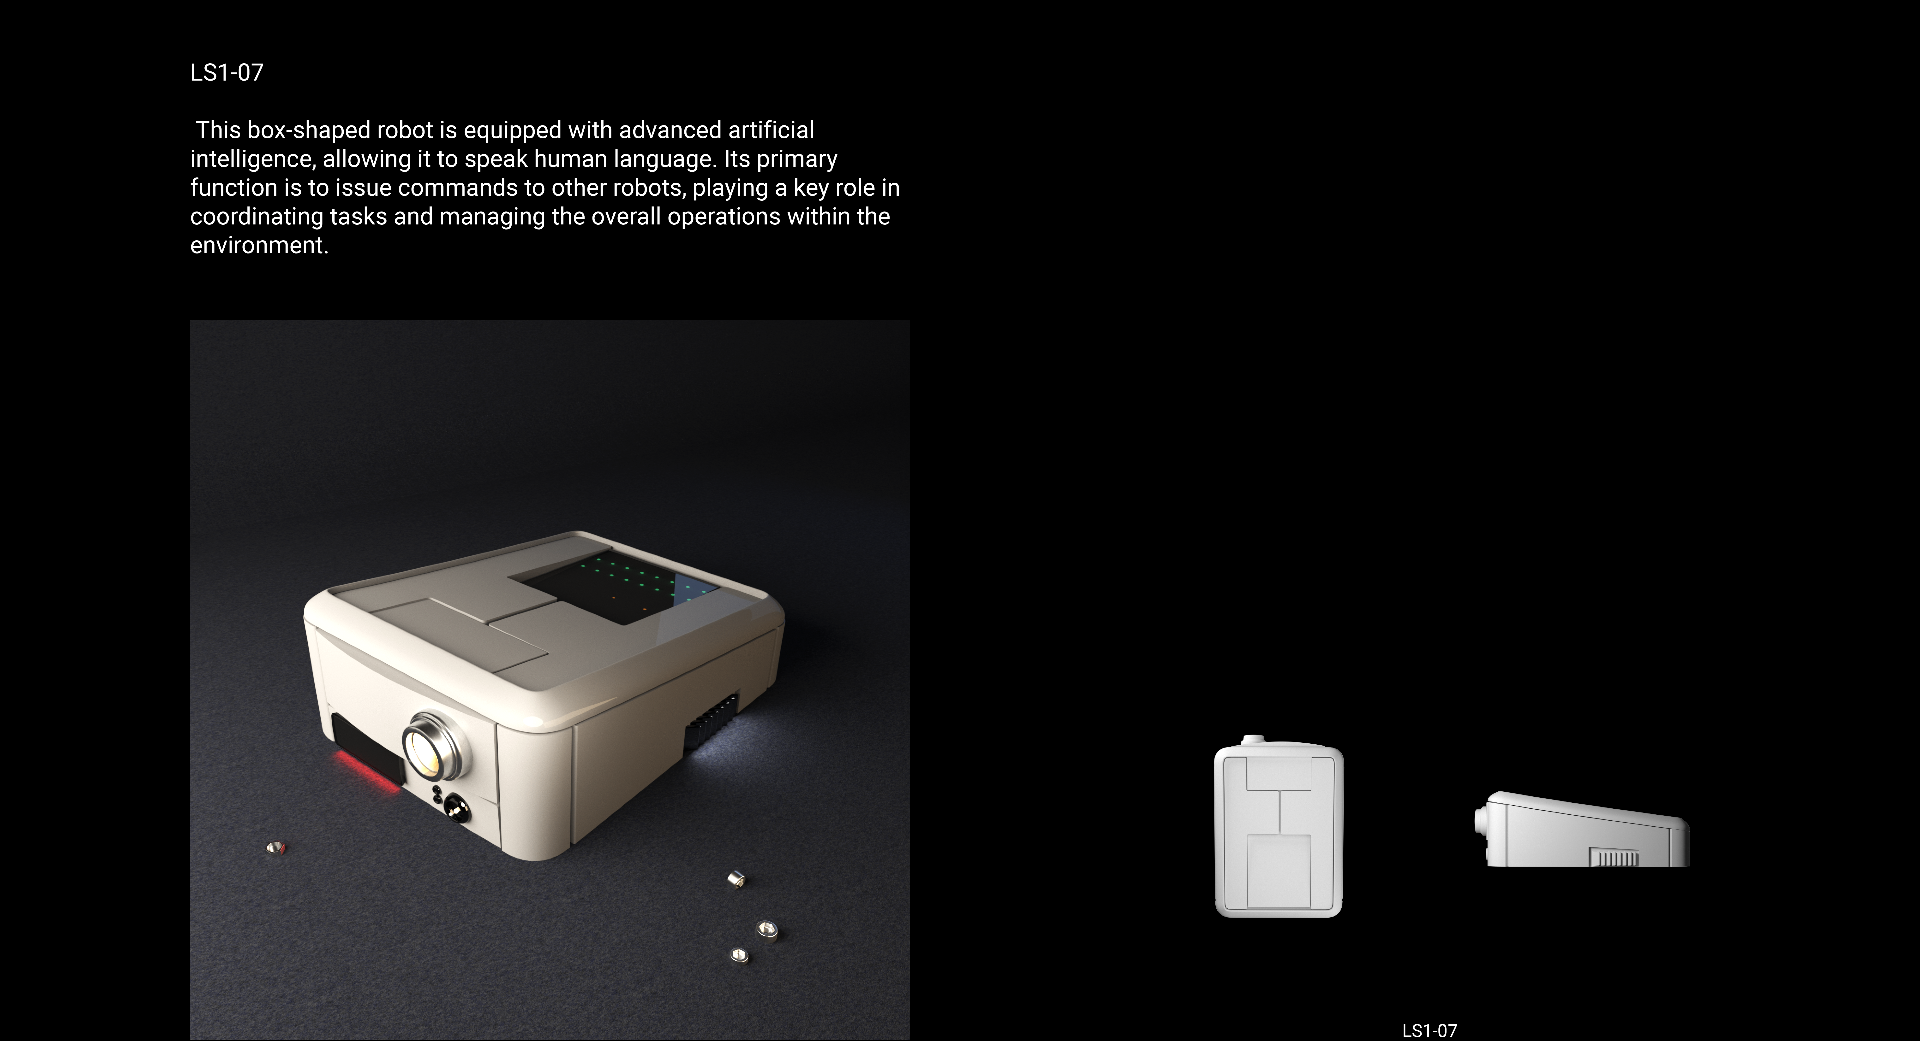 LS1-07
This box-shaped robot is equipped with advanced artificial
intelligence, allowing it to speak human language. Its primary
function is to issue commands to other robots, playing a key role in
coordinating tasks and managing the overall operations within the
environment.
LS1-07